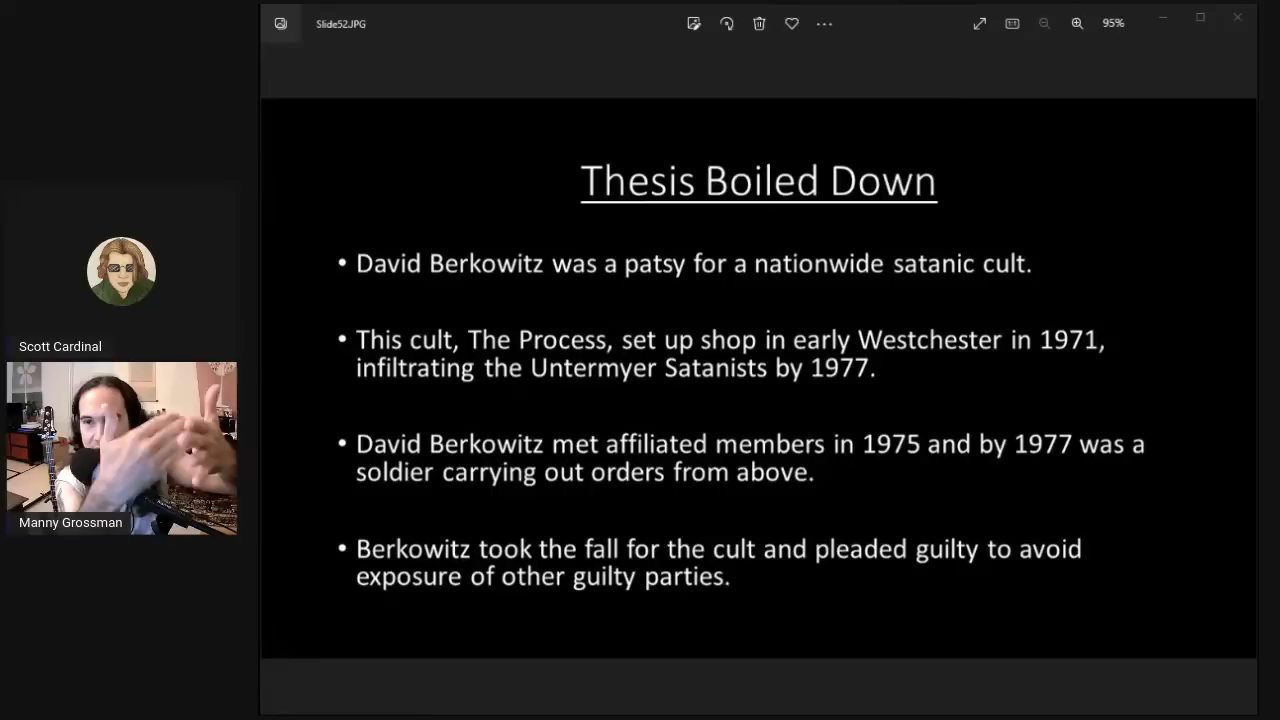 Slide52.JPG
95%
Thesis Boiled Down
• David Berkowitz was a patsy for a nationwide satanic cult.
• This cult, The Process, set up shop in early Westchester in 1971,
infiltrating the Untermyer Satanists by 1977.
• David Berkowitz met affiliated members in 1975 and by 1977 was a
soldier carrying out orders from above.
• Berkowitz took the fall for the cult and pleaded guilty to avoid
exposure of other guilty parties.
Scott Cardinal
Manny Grossman